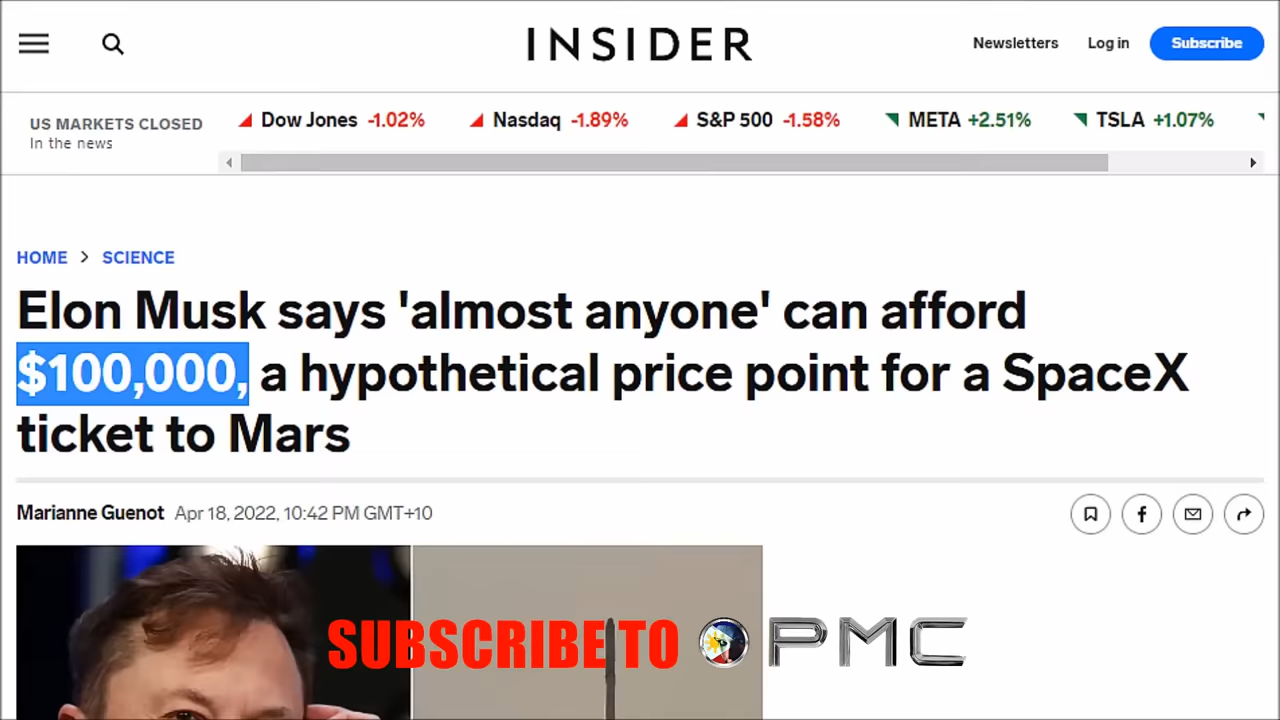 INSIDER
Newsletters Log in Subscribe
US MARKETS CLOSED
In the news
Dow Jones -1.02% Nasdaq -1.89% S&P 500 -1.58% META +2.51% TSLA +1.07%
HOME > SCIENCE
Elon Musk says 'almost anyone' can afford
$100,000, a hypothetical price point for a SpaceX
ticket to Mars
Marianne Guenot Apr 18, 2022, 10:42 PM GMT+10
SUBSCRIBE TO PMC